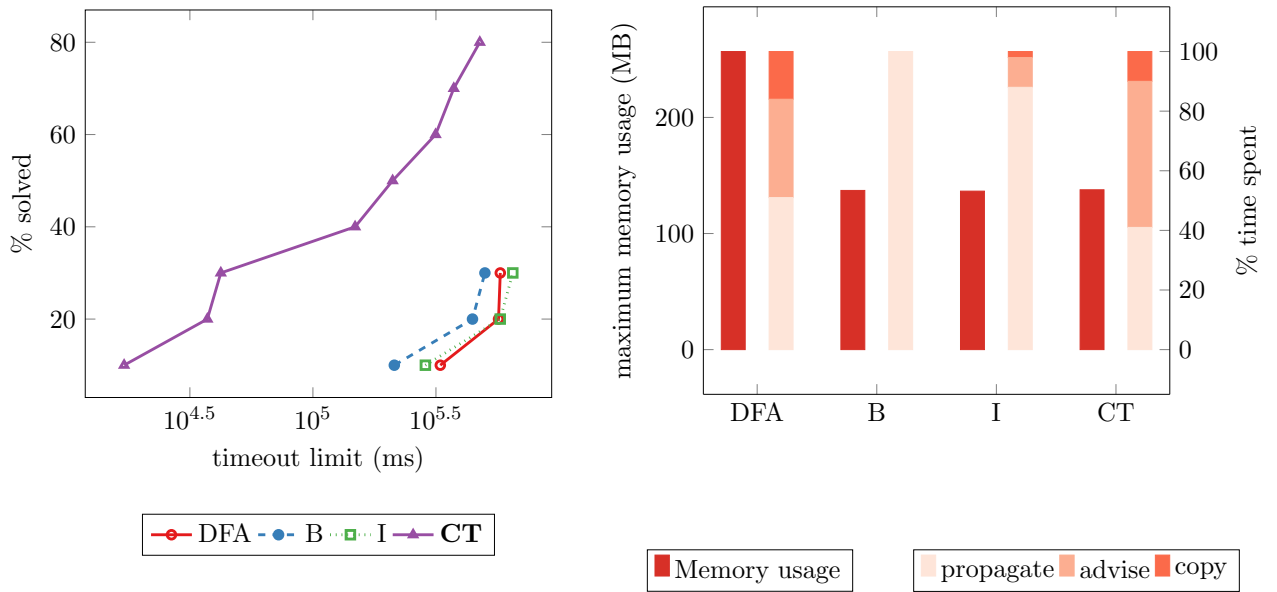 80
60
40
20
% solved
10^4.5 10^5 10^5.5
timeout limit (ms)
DFA B I CT
maximum memory usage (MB)
200
100
0
100
80
60
40
20
0
% time spent
DFA B I CT
Memory usage
propagate advise copy